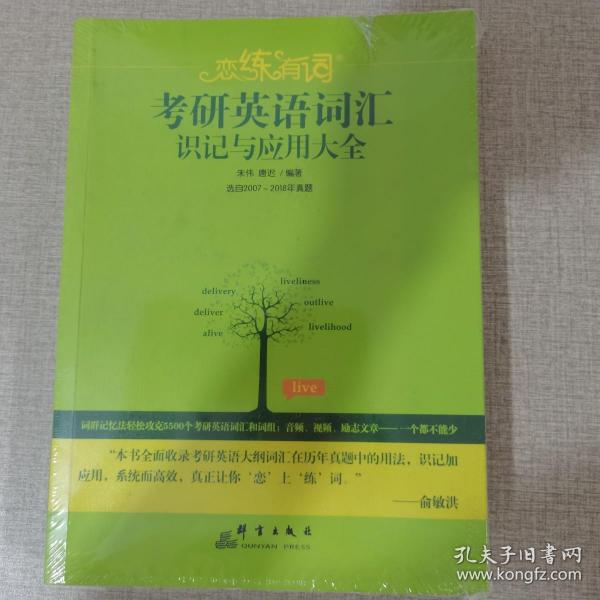 恋练有词®
考研英语词汇
识记与应用大全
朱伟 唐迟 / 编著
选自2007~2018年真题
liveliness
delivery
outlive
deliver
livelihood
alive
live
词群记忆法轻松攻克5500个考研英语词汇和词组；音频、视频、励志文章——一个都不能少
“本书全面收录考研英语大纲词汇在历年真题中的用法，识记加
应用，系统而高效，真正让你‘恋’上‘练’词。”
——俞敏洪
群言出版社
QUNYAN PRESS
孔夫子旧书网
www.kongfz.com